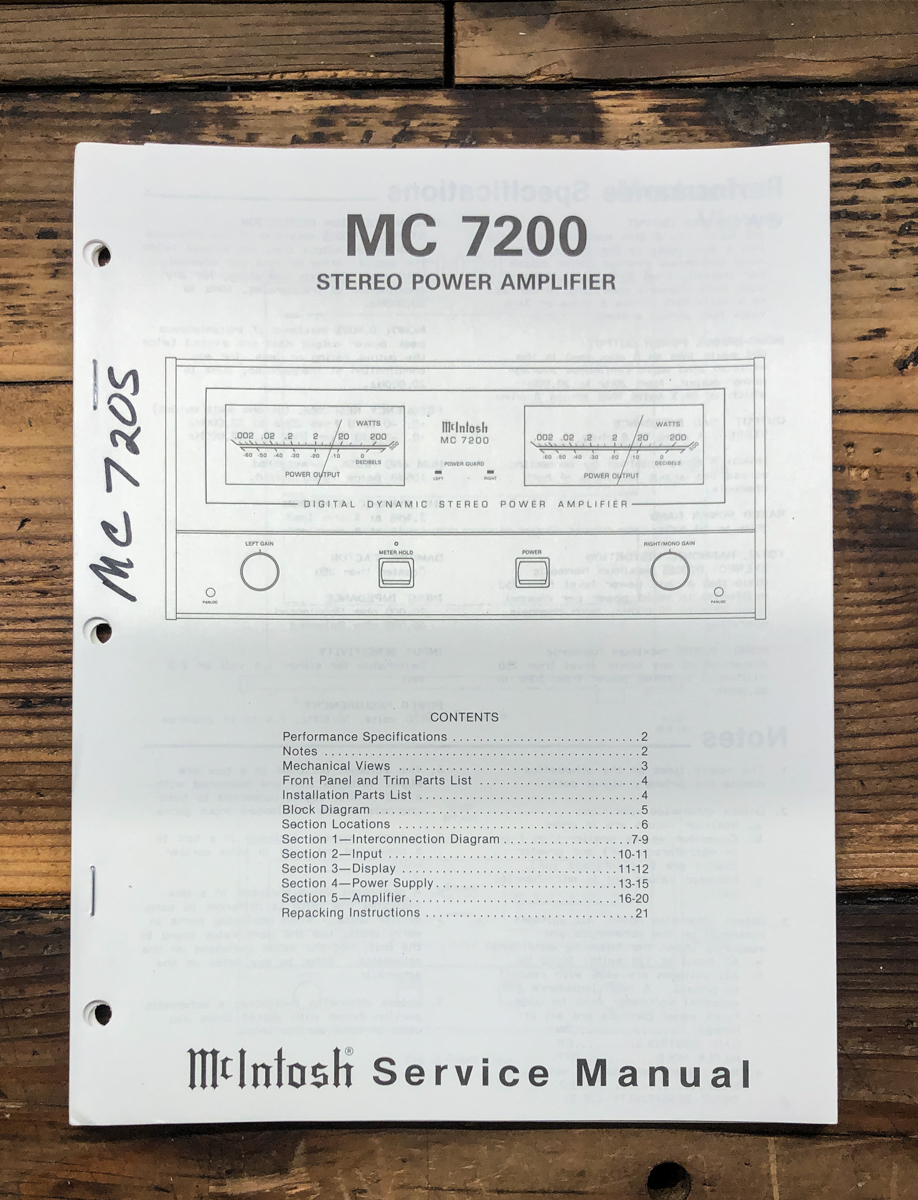 MC 7200
STEREO POWER AMPLIFIER
MC 7205
WATTS
.002 .02 .2 2 20 200
-60 -50 -40 -30 -20 -10 0
DECIBELS
POWER OUTPUT
McIntosh
MC 7200
POWER GUARD
LEFT RIGHT
WATTS
.002 .02 .2 2 20 200
-60 -50 -40 -30 -20 -10 0
DECIBELS
POWER OUTPUT
DIGITAL DYNAMIC STEREO POWER AMPLIFIER
LEFT GAIN
METER HOLD
POWER
RIGHT/MONO GAIN
PANLOC
PANLOC
CONTENTS
Performance Specifications . . . . . . . . . . . . . . . . . . . . . . . . . . 2
Notes . . . . . . . . . . . . . . . . . . . . . . . . . . . . . . . . . . . . . . . . . . . . 2
Mechanical Views . . . . . . . . . . . . . . . . . . . . . . . . . . . . . . . . . 3
Front Panel and Trim Parts List . . . . . . . . . . . . . . . . . . . . . . . 4
Installation Parts List . . . . . . . . . . . . . . . . . . . . . . . . . . . . . . . 4
Block Diagram . . . . . . . . . . . . . . . . . . . . . . . . . . . . . . . . . . . . 5
Section Locations . . . . . . . . . . . . . . . . . . . . . . . . . . . . . . . . . 6
Section 1—Interconnection Diagram . . . . . . . . . . . . . . . . . . 7-9
Section 2—Input . . . . . . . . . . . . . . . . . . . . . . . . . . . . . . . 10-11
Section 3—Display . . . . . . . . . . . . . . . . . . . . . . . . . . . . . . 11-12
Section 4—Power Supply . . . . . . . . . . . . . . . . . . . . . . . . . 13-15
Section 5—Amplifier . . . . . . . . . . . . . . . . . . . . . . . . . . . . . 16-20
Repacking Instructions . . . . . . . . . . . . . . . . . . . . . . . . . . . . 21
McIntosh® Service Manual